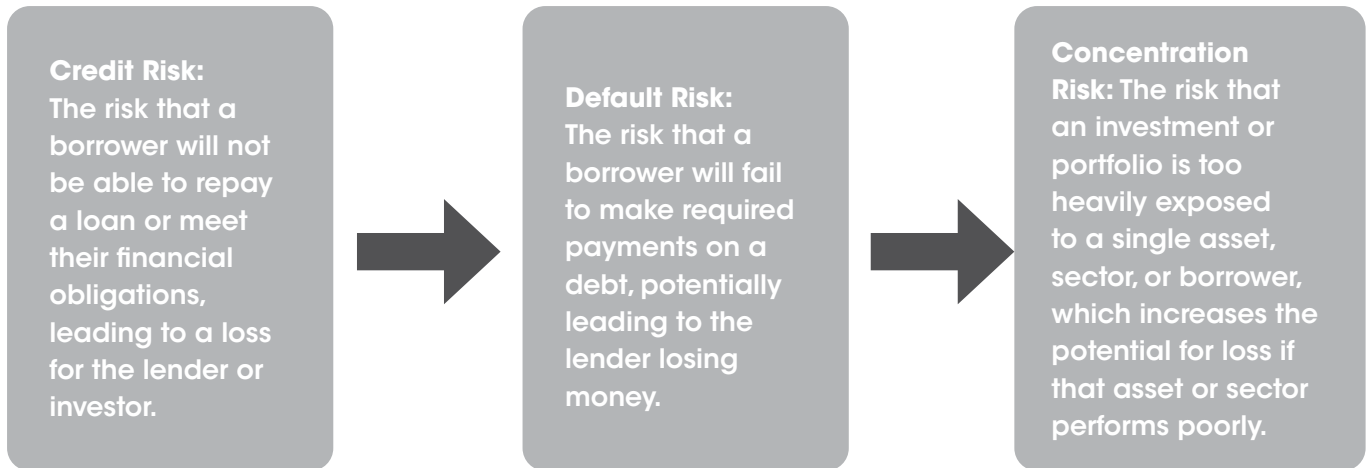 Credit Risk:
The risk that a
borrower will not
be able to repay
a loan or meet
their financial
obligations,
leading to a loss
for the lender or
investor.
Default Risk:
The risk that a
borrower will fail
to make required
payments on a
debt, potentially
leading to the
lender losing
money.
Concentration
Risk: The risk that
an investment or
portfolio is too
heavily exposed
to a single asset,
sector, or borrower,
which increases the
potential for loss if
that asset or sector
performs poorly.